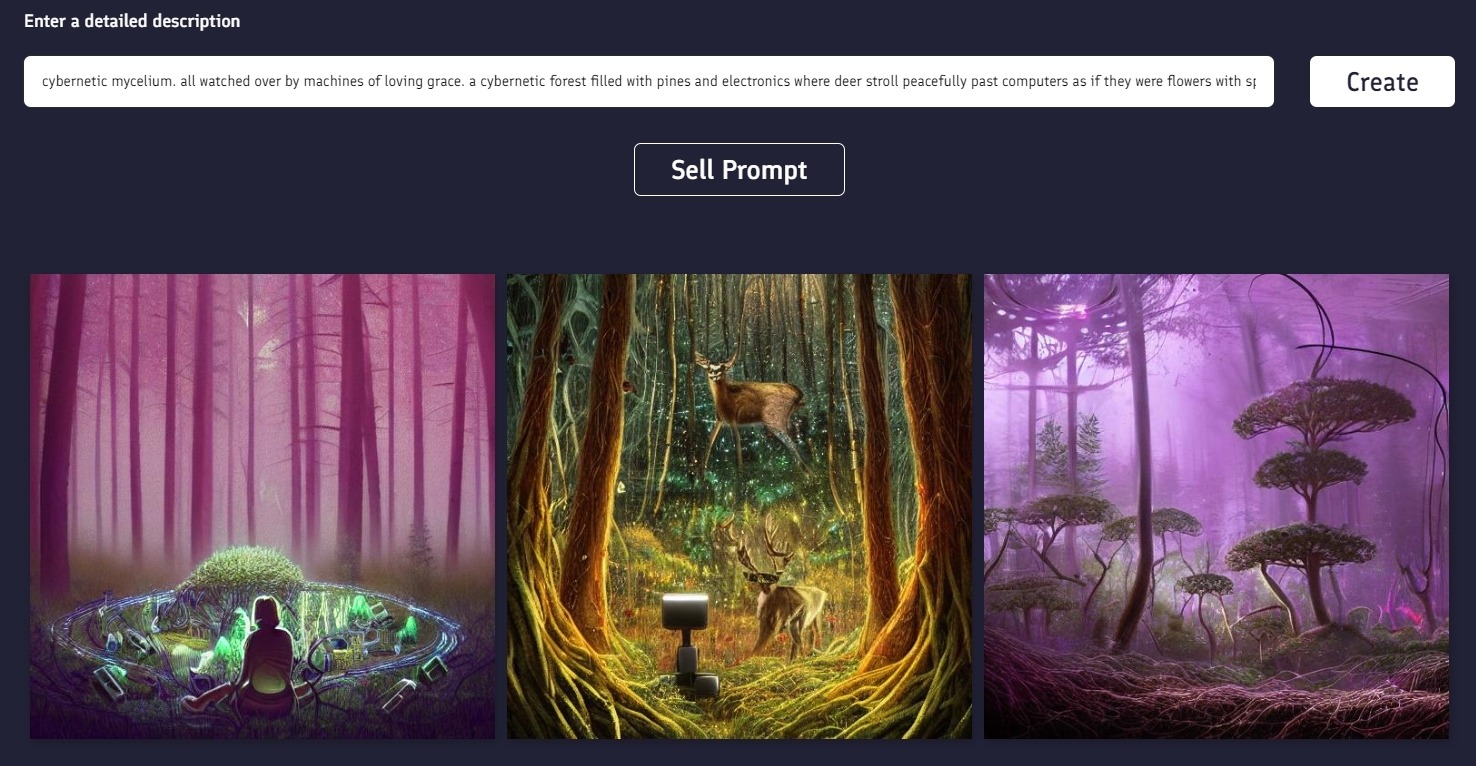 Enter a detailed description
cybernetic mycelium. all watched over by machines of loving grace. a cybernetic forest filled with pines and electronics where deer stroll peacefully past computers as if they were flowers with
Create
Sell Prompt